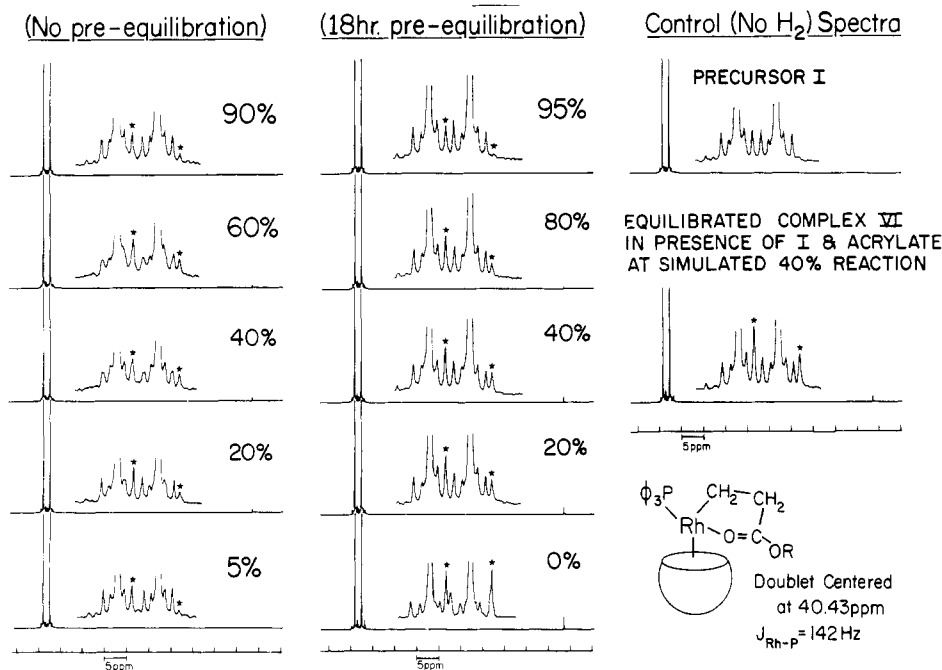 (No pre-equilibration)
90%
60%
40%
20%
5%
5ppm
(18hr. pre-equilibration)
95%
80%
40%
20%
0%
5ppm
Control (No H₂) Spectra
PRECURSOR I
EQUILIBRATED COMPLEX VI
IN PRESENCE OF I & ACRYLATE
AT SIMULATED 40% REACTION
5ppm
ϕ₃P CH₂ CH₂
Rh O=C
OR
Doublet Centered
at 40.43ppm
J_Rh-P = 142 Hz